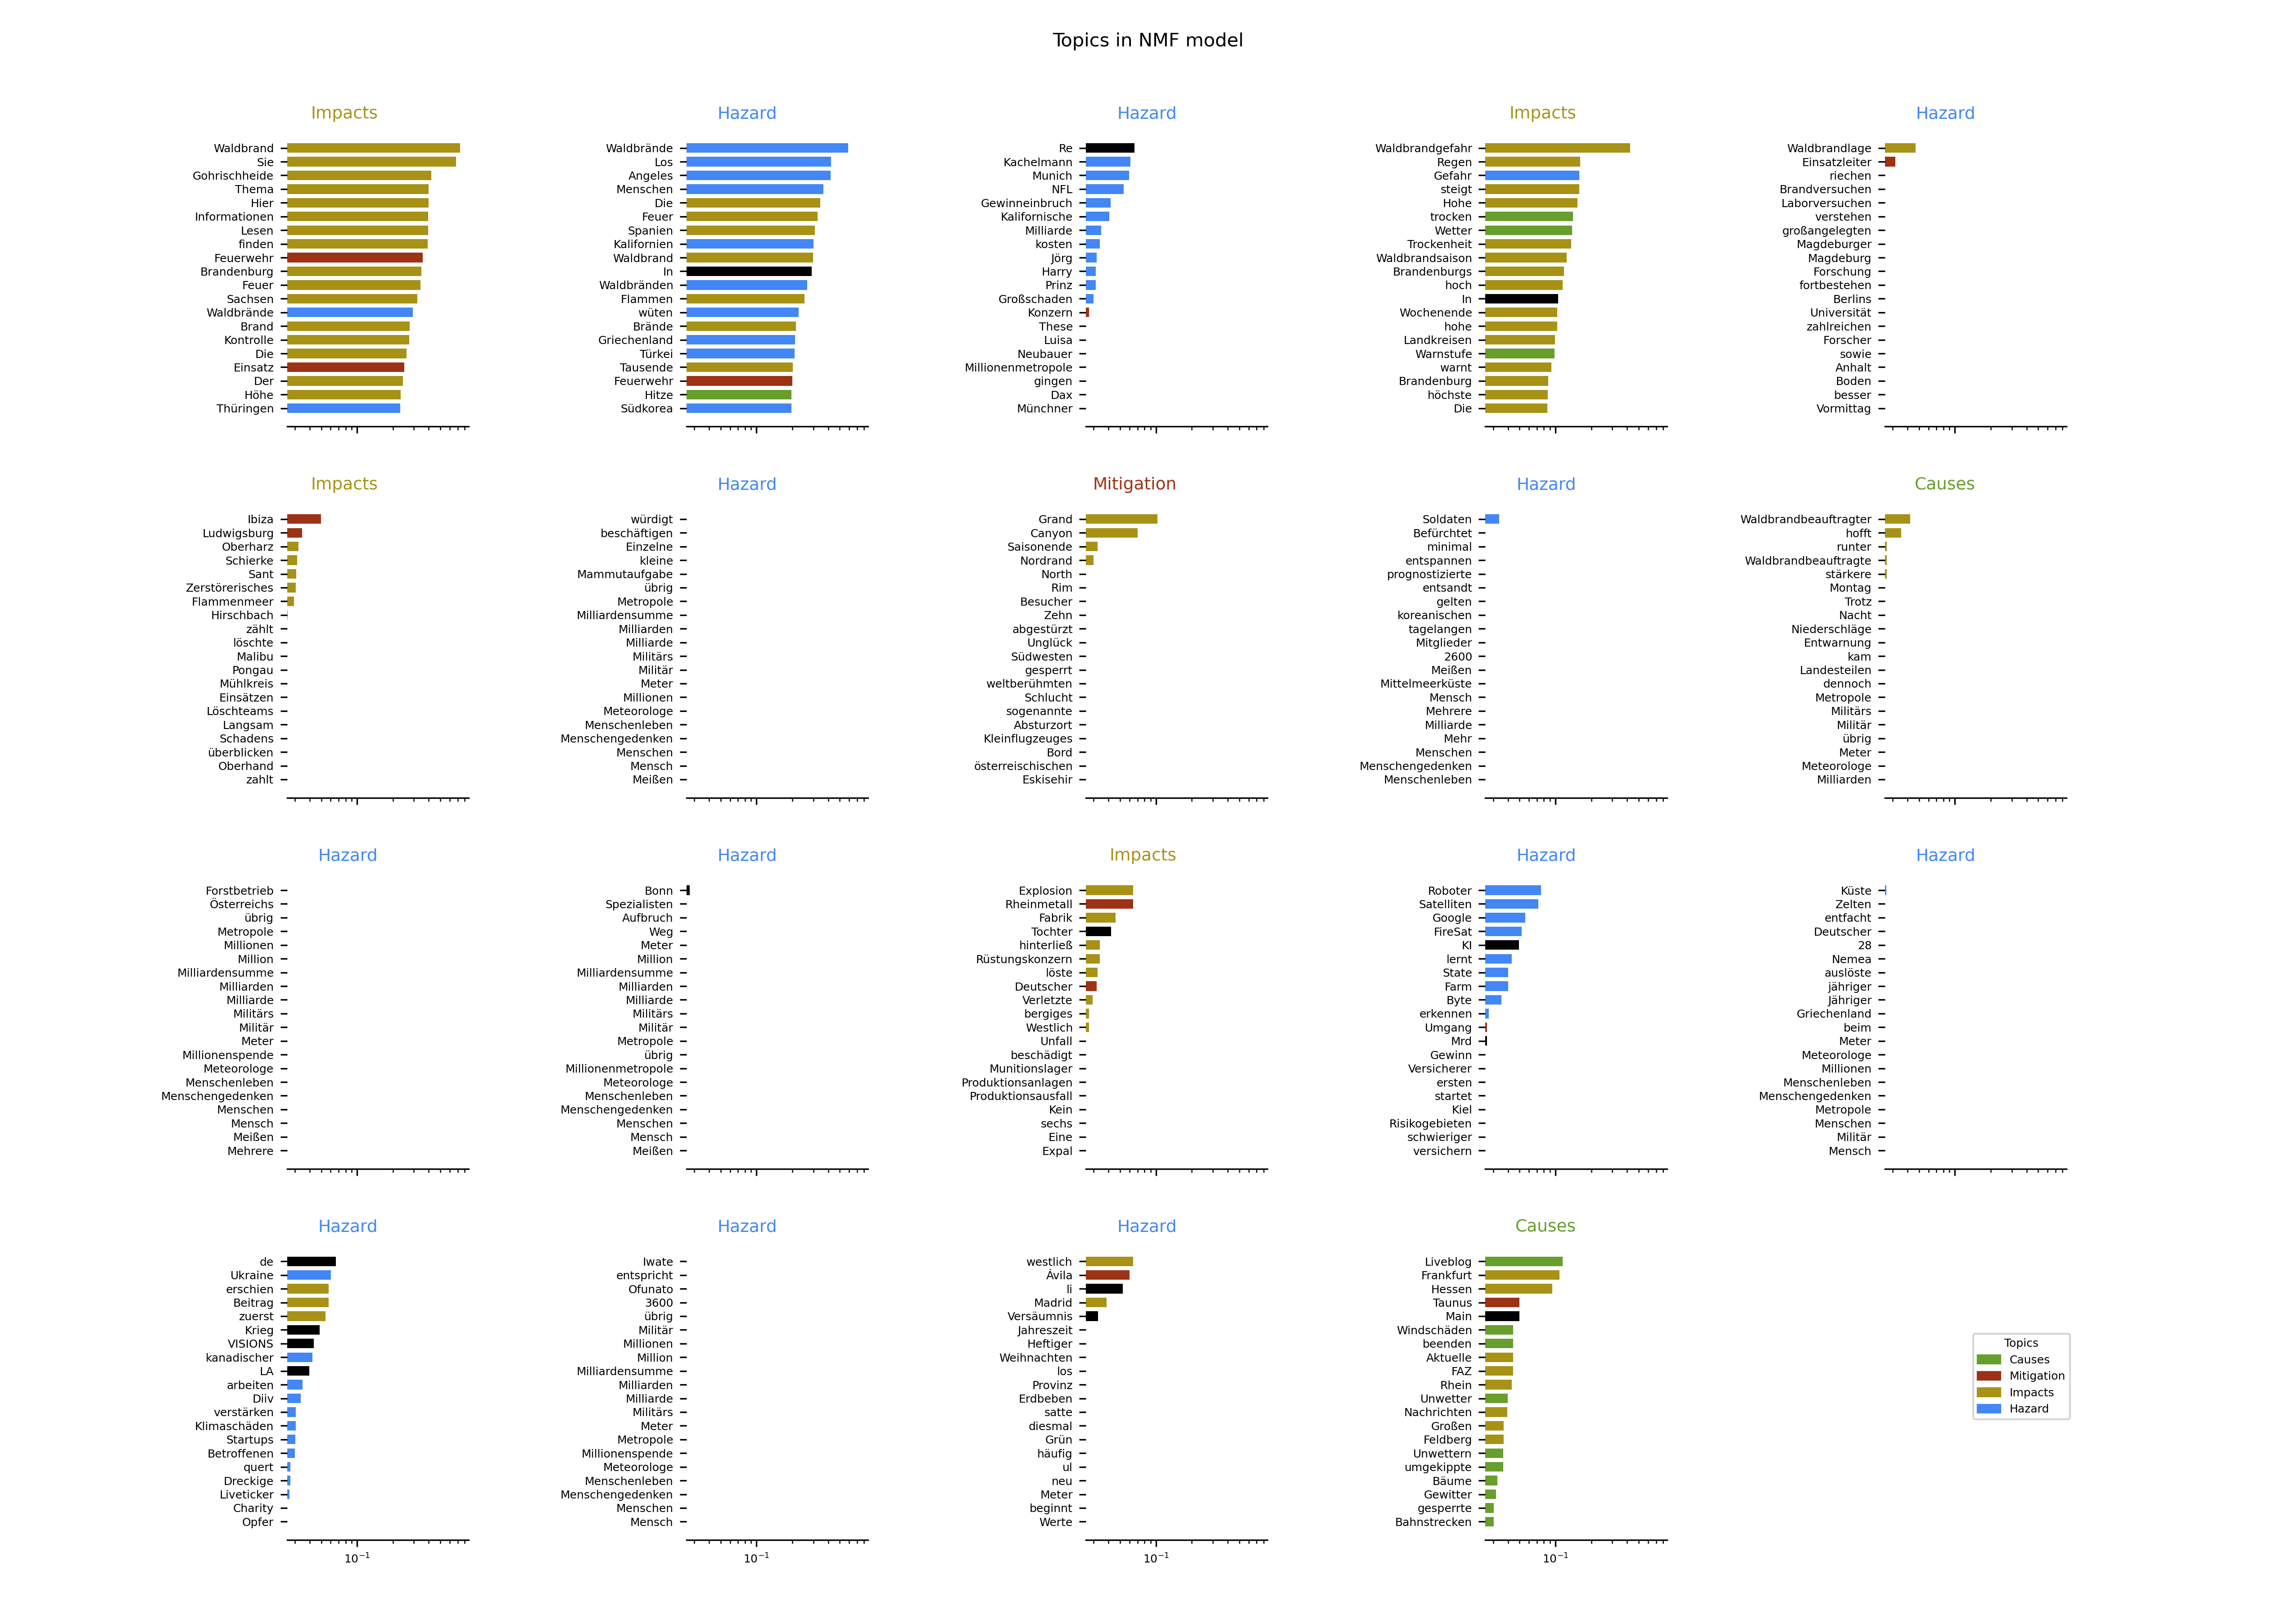 Topics in NMF model
Impacts
Waldbrand
Sie
Gohrischheide
Thema
Hier
Informationen
Lesen
finden
Feuerwehr
Brandenburg
Feuer
Sachsen
Waldbrände
Brand
Kontrolle
Die
Einsatz
Der
Höhe
Thüringen
Hazard
Waldbrände
Los
Angeles
Menschen
Die
Feuer
Spanien
Kalifornien
Waldbrand
In
Waldbränden
Flammen
wüten
Brände
Griechenland
Türkei
Tausende
Feuerwehr
Hitze
Südkorea
Hazard
Re
Kachelmann
Munich
NFL
Gewinneinbruch
Kalifornische
Milliarde
kosten
Jörg
Harry
Prinz
Großschaden
Konzern
These
Luisa
Neubauer
Millionenmetropole
gingen
Dax
Münchner
Impacts
Waldbrandgefahr
Regen
Gefahr
steigt
Hohe
trocken
Wetter
Trockenheit
Waldbrandsaison
Brandenburgs
hoch
In
Wochenende
hohe
Landkreisen
Warnstufe
warnt
Brandenburg
höchste
Die
Hazard
Waldbrandlage
Einsatzleiter
riechen
Brandversuchen
Laborversuchen
verstehen
großangelegten
Magdeburger
Magdeburg
Forschung
fortbestehen
Berlins
Universität
zahlreichen
Forscher
sowie
Anhalt
Boden
besser
Vormittag
Impacts
Ibiza
Ludwigsburg
Oberharz
Schierke
Sant
Zerstörerisches
Flammenmeer
Hirschbach
zählt
löschte
Malibu
Pongau
Mühlkreis
Einsätzen
Löschteams
Langsam
Schadens
überblicken
Oberhand
zahlt
Hazard
würdigt
beschäftigen
Einzelne
kleine
Mammutaufgabe
übrig
Metropole
Milliardensumme
Milliarden
Milliarde
Militärs
Militär
Meter
Millionen
Meteorologe
Menschenleben
Menschengedenken
Menschen
Mensch
Meißen
Mitigation
Grand
Canyon
Saisonende
Nordrand
North
Rim
Besucher
Zehn
abgestürzt
Unglück
Südwesten
gesperrt
weltberühmten
Schlucht
sogenannte
Absturzort
Kleinflugzeuges
Bord
österreischischen
Eskisehir
Hazard
Soldaten
Befürchtet
minimal
entspannen
prognostizierte
entsandt
gelten
koreanischen
tagelangen
Mitglieder
2600
Meißen
Mittelmeerküste
Mensch
Mehrere
Milliarde
Mehr
Menschen
Menschengedenken
Menschenleben
Causes
Waldbrandbeauftragter
hofft
runter
Waldbrandbeauftragte
stärkere
Montag
Trotz
Nacht
Niederschläge
Entwarnung
kam
Landesteilen
dennoch
Metropole
Militärs
Militär
übrig
Meter
Meteorologe
Milliarden
Hazard
Forstbetrieb
Österreichs
übrig
Metropole
Millionen
Million
Milliardensumme
Milliarden
Milliarde
Militärs
Militär
Meter
Millionenspende
Meteorologe
Menschenleben
Menschengedenken
Menschen
Mensch
Meißen
Mehrere
Hazard
Bonn
Spezialisten
Aufbruch
Weg
Meter
Million
Milliardensumme
Milliarden
Milliarde
Militärs
Militär
Metropole
übrig
Millionenmetropole
Meteorologe
Menschenleben
Menschengedenken
Menschen
Mensch
Meißen
Impacts
Explosion
Rheinmetall
Fabrik
Tochter
hinterließ
Rüstungskonzern
löste
Deutscher
Verletzte
bergiges
Westlich
Unfall
beschädigt
Munitionslager
Produktionsanlagen
Produktionsausfall
Kein
sechs
Eine
Expal
Hazard
Roboter
Satelliten
Google
FireSat
KI
lernt
State
Farm
Byte
erkennen
Umgang
Mrd
Gewinn
Versicherer
ersten
startet
Kiel
Risikogebieten
schwieriger
versichern
Hazard
Küste
Zelten
entfacht
Deutscher
28
Nemea
auslöste
jähriger
Jähriger
Griechenland
beim
Meter
Meteorologe
Millionen
Menschenleben
Menschengedenken
Metropole
Menschen
Militär
Mensch
Hazard
de
Ukraine
erschien
Beitrag
zuerst
Krieg
VISIONS
kanadischer
LA
arbeiten
Diiv
verstärken
Klimaschäden
Startups
Betroffenen
quert
Dreckige
Liveticker
Charity
Opfer
10⁻¹
Hazard
Iwate
entspricht
Ofunato
3600
übrig
Militär
Millionen
Million
Milliardensumme
Milliarden
Milliarde
Militärs
Meter
Metropole
Millionenspende
Meteorologe
Menschenleben
Menschengedenken
Menschen
Mensch
10⁻¹
Hazard
westlich
Ávila
li
Madrid
Versäumnis
Jahreszeit
Heftiger
Weihnachten
los
Provinz
Erdbeben
satte
diesmal
Grün
häufig
ul
neu
Meter
beginnt
Werte
10⁻¹
Causes
Liveblog
Frankfurt
Hessen
Taunus
Main
Windschäden
beenden
Aktuelle
FAZ
Rhein
Unwetter
Nachrichten
Großen
Feldberg
Unwettern
umgekippte
Bäume
Gewitter
gesperrte
Bahnstrecken
10⁻¹
Topics
Causes
Mitigation
Impacts
Hazard